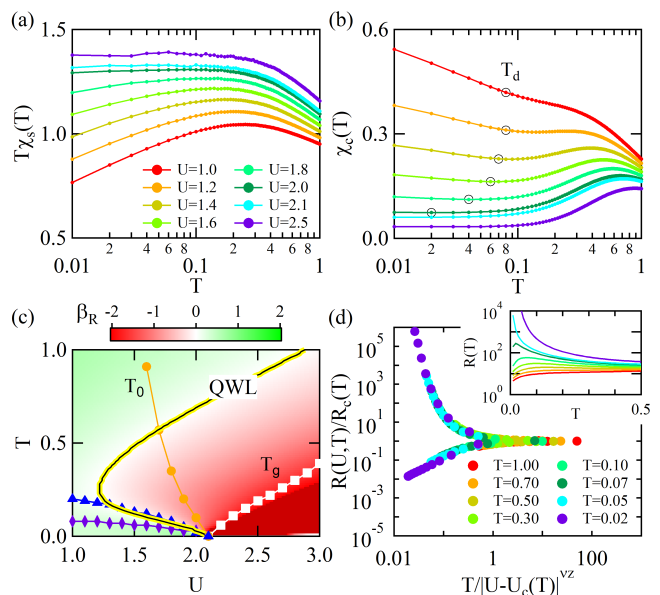 (a)
1.5
1.0
0.5
Tχs(T)
U=1.0
U=1.2
U=1.4
U=1.6
U=1.8
U=2.0
U=2.1
U=2.5
0.01
2
4
6
8
0.1
2
4
6
8
1
T
(b)
0.6
0.3
0.0
χc(T)
Td
0.01
2
4
6
8
0.1
2
4
6
8
1
T
(c)
βR
-2
-1
0
1
2
1.0
0.5
0.0
T
T0
QWL
Tg
1.0
1.5
2.0
2.5
3.0
U
(d)
10^5
10^3
10^1
10^-1
10^-3
10^-5
R(U,T)/Rc(T)
R(T)
10^4
10^2
10^0
0.0
T
0.5
T=1.00
T=0.70
T=0.50
T=0.30
T=0.10
T=0.07
T=0.05
T=0.02
0.01
1
100
T/|U-Uc(T)|^νz